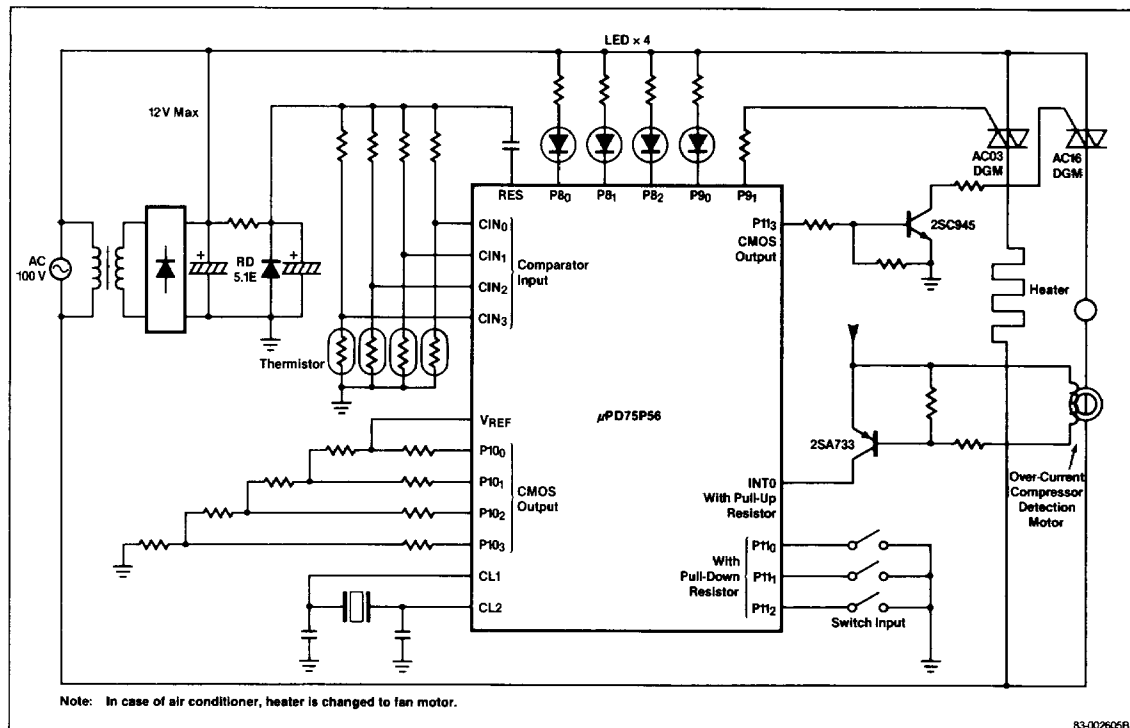 LED × 4
12V Max
AC
100 V
RD
5.1E
RES
P8₀
P8₁
P8₂
P9₀
P9₁
AC03
DGM
AC16
DGM
CIN₀
CIN₁
CIN₂
CIN₃
Comparator
Input
P11₃
CMOS
Output
2SC945
Heater
Thermistor
μPD75P56
VREF
P10₀
P10₁
P10₂
P10₃
CMOS
Output
CL1
CL2
2SA733
INT0
With Pull-Up
Resistor
Over-Current
Compressor
Detection
Motor
P11₀
P11₁
P11₂
With
Pull-Down
Resistor
Switch Input
Note: In case of air conditioner, heater is changed to fan motor.
83-002605B